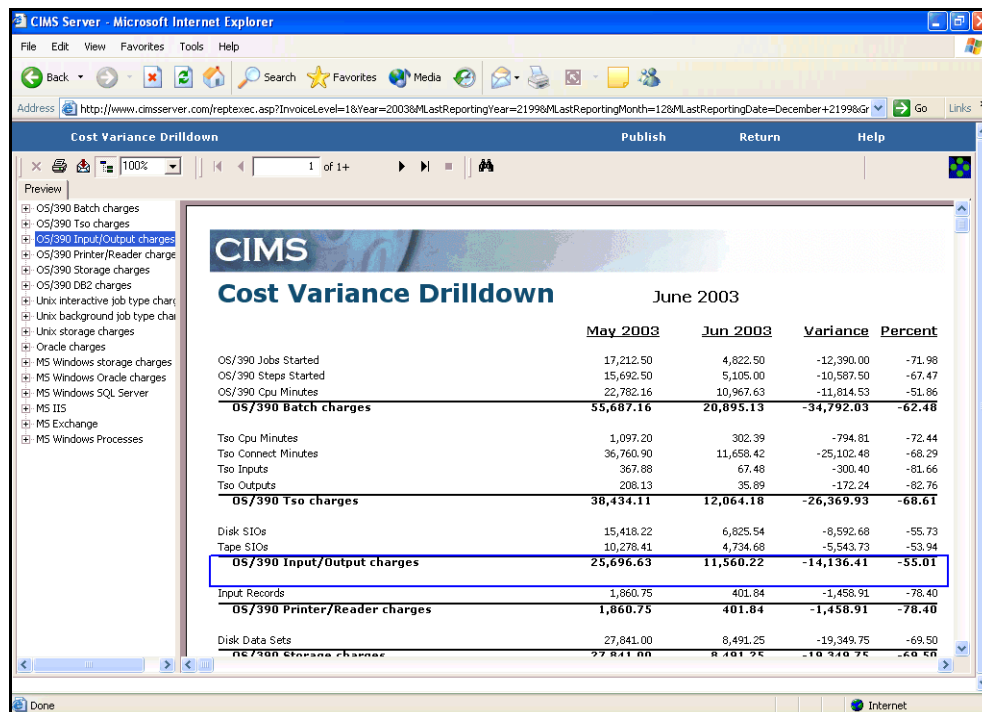 CIMS Server - Microsoft Internet Explorer
File Edit View Favorites Tools Help
Back Search Favorites Media
Address http://www.cimsserver.com/reptexec.asp?InvoiceLevel=1&Year=2003&MLastReportingYear=2199&MLastReportingMonth=12&MLastReportingDate=December+2199&Gr Go Links
Cost Variance Drilldown Publish Return Help
100% 1 of 1+
Preview
OS/390 Batch charges
OS/390 Tso charges
OS/390 Input/Output charges
OS/390 Printer/Reader charge
OS/390 Storage charges
OS/390 DB2 charges
Unix interactive job type charg
Unix background job type char
Unix storage charges
Oracle charges
MS Windows storage charges
MS Windows Oracle charges
MS Windows SQL Server
MS IIS
MS Exchange
MS Windows Processes
CIMS
Cost Variance Drilldown June 2003
May 2003 Jun 2003 Variance Percent
OS/390 Jobs Started 17,212.50 4,822.50 -12,390.00 -71.98
OS/390 Steps Started 15,692.50 5,105.00 -10,587.50 -67.47
OS/390 Cpu Minutes 22,782.16 10,967.63 -11,814.53 -51.86
OS/390 Batch charges 55,687.16 20,895.13 -34,792.03 -62.48
Tso Cpu Minutes 1,097.20 302.39 -794.81 -72.44
Tso Connect Minutes 36,760.90 11,658.42 -25,102.48 -68.29
Tso Inputs 367.88 67.48 -300.40 -81.66
Tso Outputs 208.13 35.89 -172.24 -82.76
OS/390 Tso charges 38,434.11 12,064.18 -26,369.93 -68.61
Disk SIOs 15,418.22 6,825.54 -8,592.68 -55.73
Tape SIOs 10,278.41 4,734.68 -5,543.73 -53.94
OS/390 Input/Output charges 25,696.63 11,560.22 -14,136.41 -55.01
Input Records 1,860.75 401.84 -1,458.91 -78.40
OS/390 Printer/Reader charges 1,860.75 401.84 -1,458.91 -78.40
Disk Data Sets 27,841.00 8,491.25 -19,349.75 -69.50
OS/390 Storage charges 27,841.00 8,491.25 -19,349.75 -69.50
Done Internet